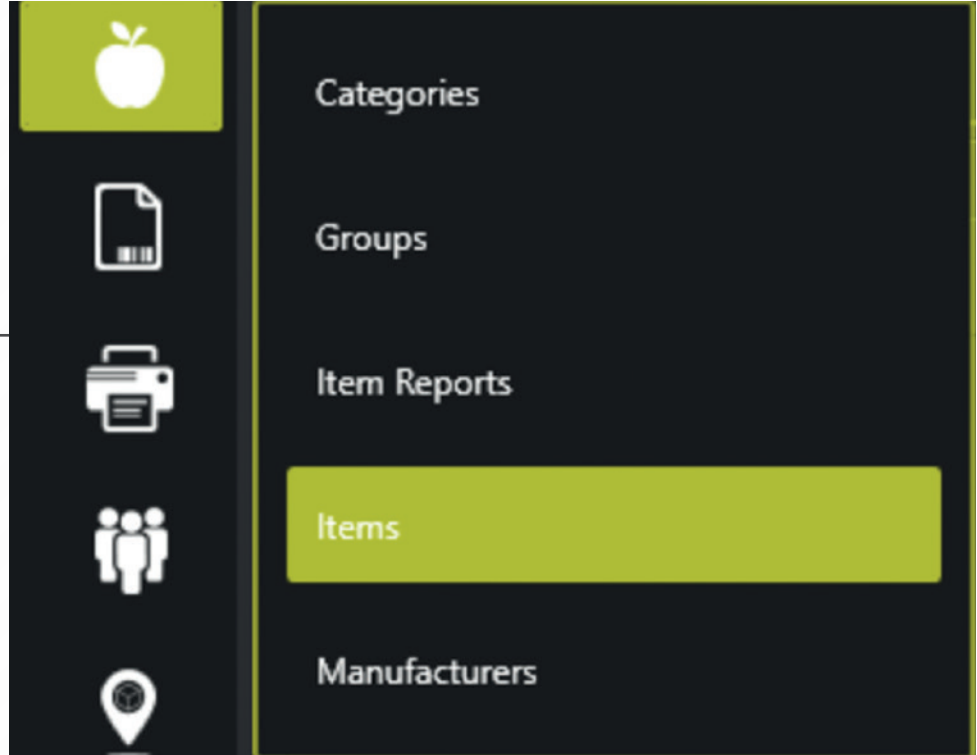 Categories
Groups
Item Reports
Items
Manufacturers